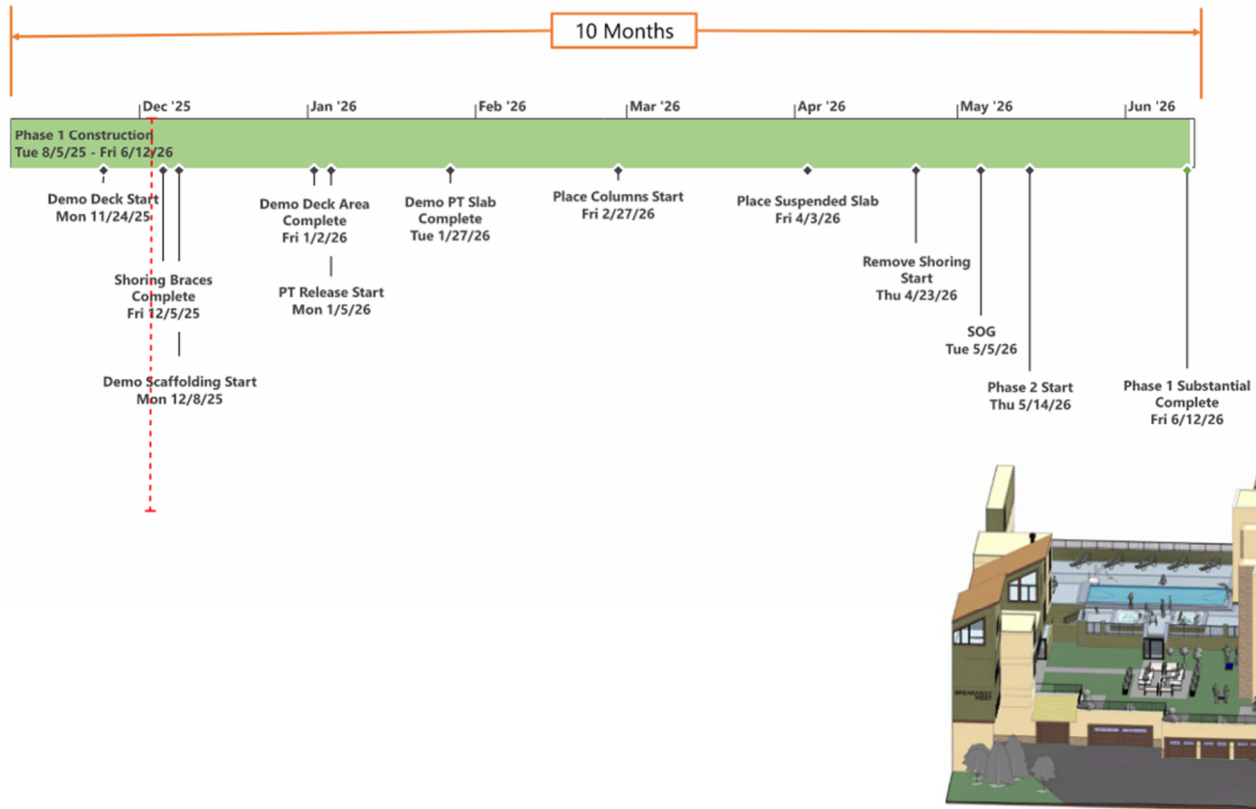 10 Months
Dec '25
Jan '26
Feb '26
Mar '26
Apr '26
May '26
Jun '26
Phase 1 Construction
Tue 8/5/25 - Fri 6/12/26
Demo Deck Start
Mon 11/24/25
Shoring Braces
Complete
Fri 12/5/25
Demo Scaffolding Start
Mon 12/8/25
Demo Deck Area
Complete
Fri 1/2/26
PT Release Start
Mon 1/5/26
Demo PT Slab
Complete
Tue 1/27/26
Place Columns Start
Fri 2/27/26
Place Suspended Slab
Fri 4/3/26
Remove Shoring
Start
Thu 4/23/26
SOG
Tue 5/5/26
Phase 2 Start
Thu 5/14/26
Phase 1 Substantial
Complete
Fri 6/12/26
BREAKAWAY
WEST